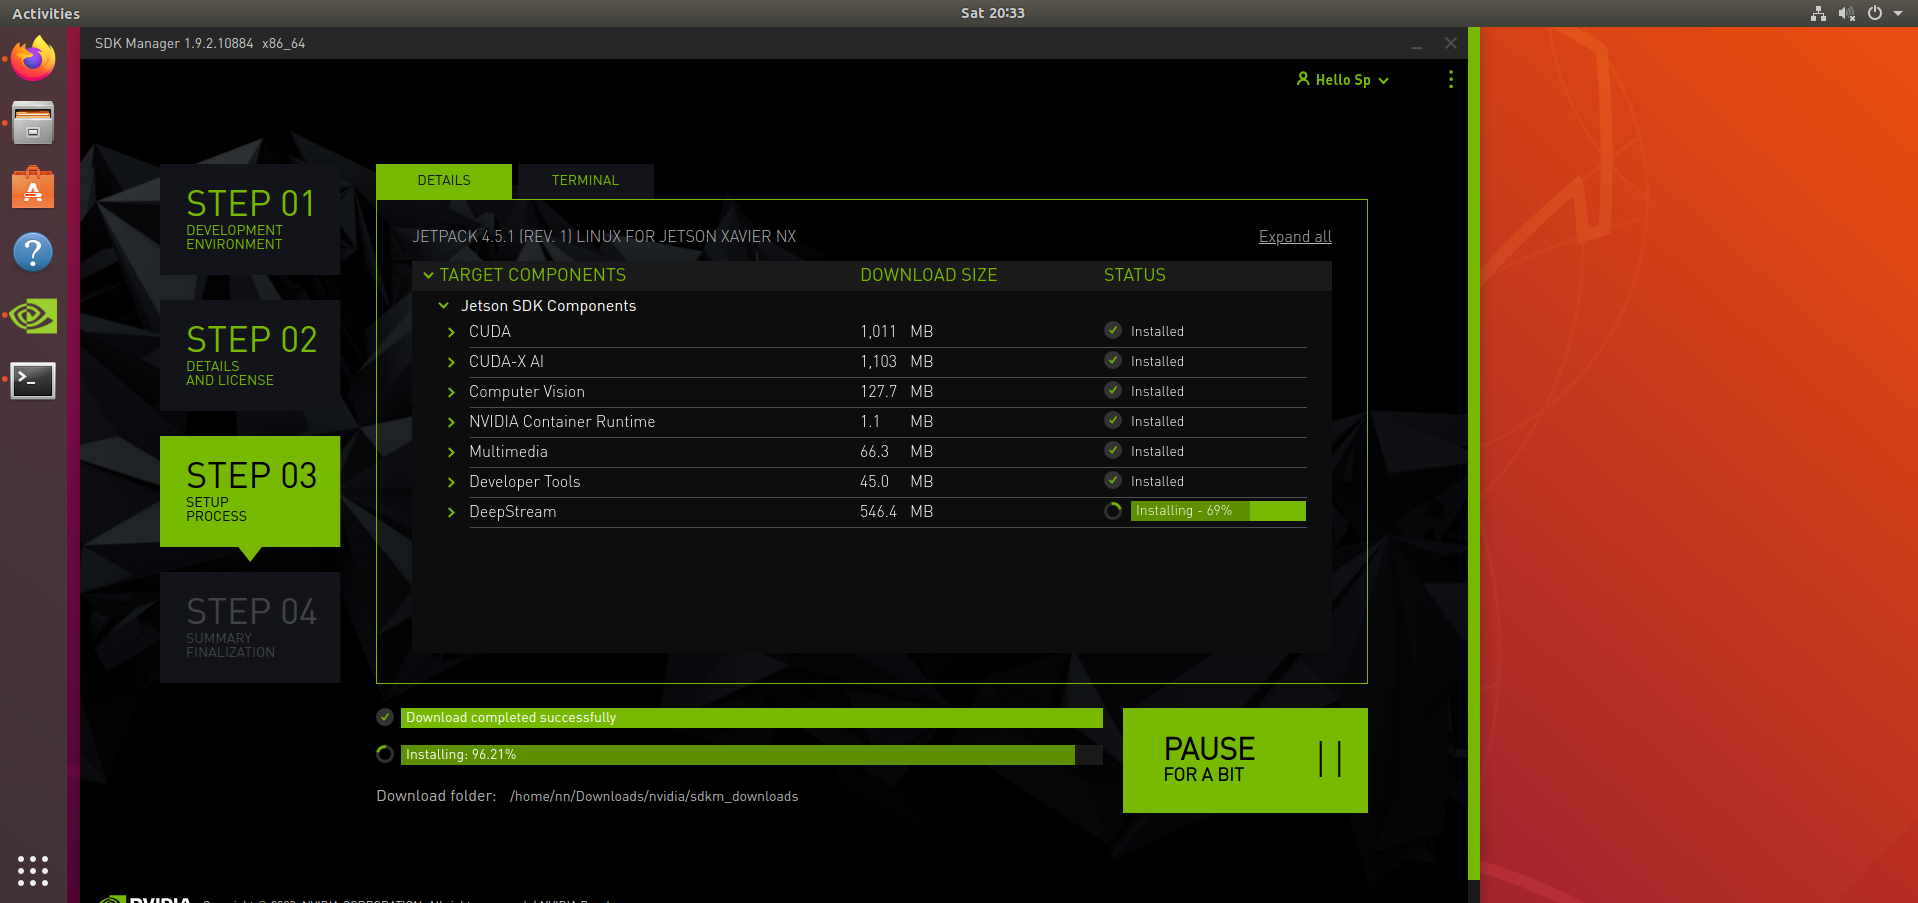 Activities
Sat 20:33
SDK Manager 1.9.2.10884 x86_64
Hello Sp
STEP 01
DEVELOPMENT
ENVIRONMENT
STEP 02
DETAILS
AND LICENSE
STEP 03
SETUP
PROCESS
STEP 04
SUMMARY
FINALIZATION
DETAILS
TERMINAL
JETPACK 4.5.1 (REV. 1) LINUX FOR JETSON XAVIER NX
Expand all
TARGET COMPONENTS DOWNLOAD SIZE STATUS
Jetson SDK Components
CUDA 1,011 MB Installed
CUDA-X AI 1,103 MB Installed
Computer Vision 127.7 MB Installed
NVIDIA Container Runtime 1.1 MB Installed
Multimedia 66.3 MB Installed
Developer Tools 45.0 MB Installed
DeepStream 546.4 MB Installing - 69%
Download completed successfully
Installing: 96.21%
PAUSE
FOR A BIT
Download folder: /home/nn/Downloads/nvidia/sdkm_downloads
NVIDIA